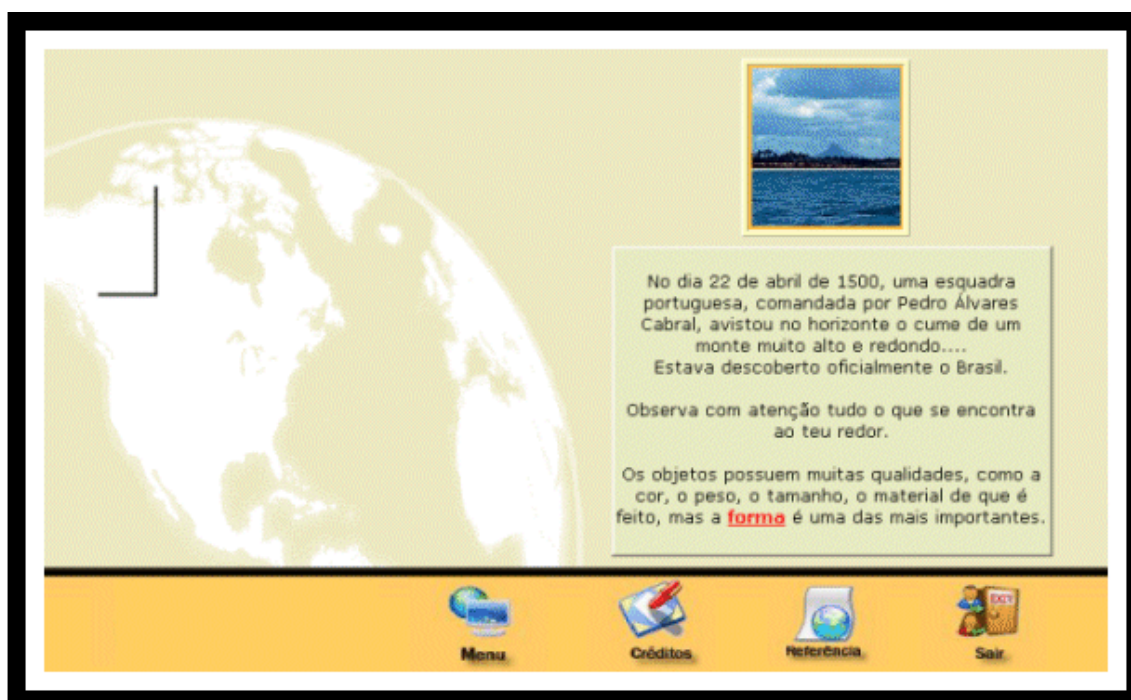 No dia 22 de abril de 1500, uma esquadra
portuguesa, comandada por Pedro Álvares
Cabral, avistou no horizonte o cume de um
monte muito alto e redondo....
Estava descoberto oficialmente o Brasil.
Observa com atenção tudo o que se encontra
ao teu redor.
Os objetos possuem muitas qualidades, como a
cor, o peso, o tamanho, o material de que é
feito, mas a forma é uma das mais importantes.
EXIT
Menu
Créditos
Referência
Sair